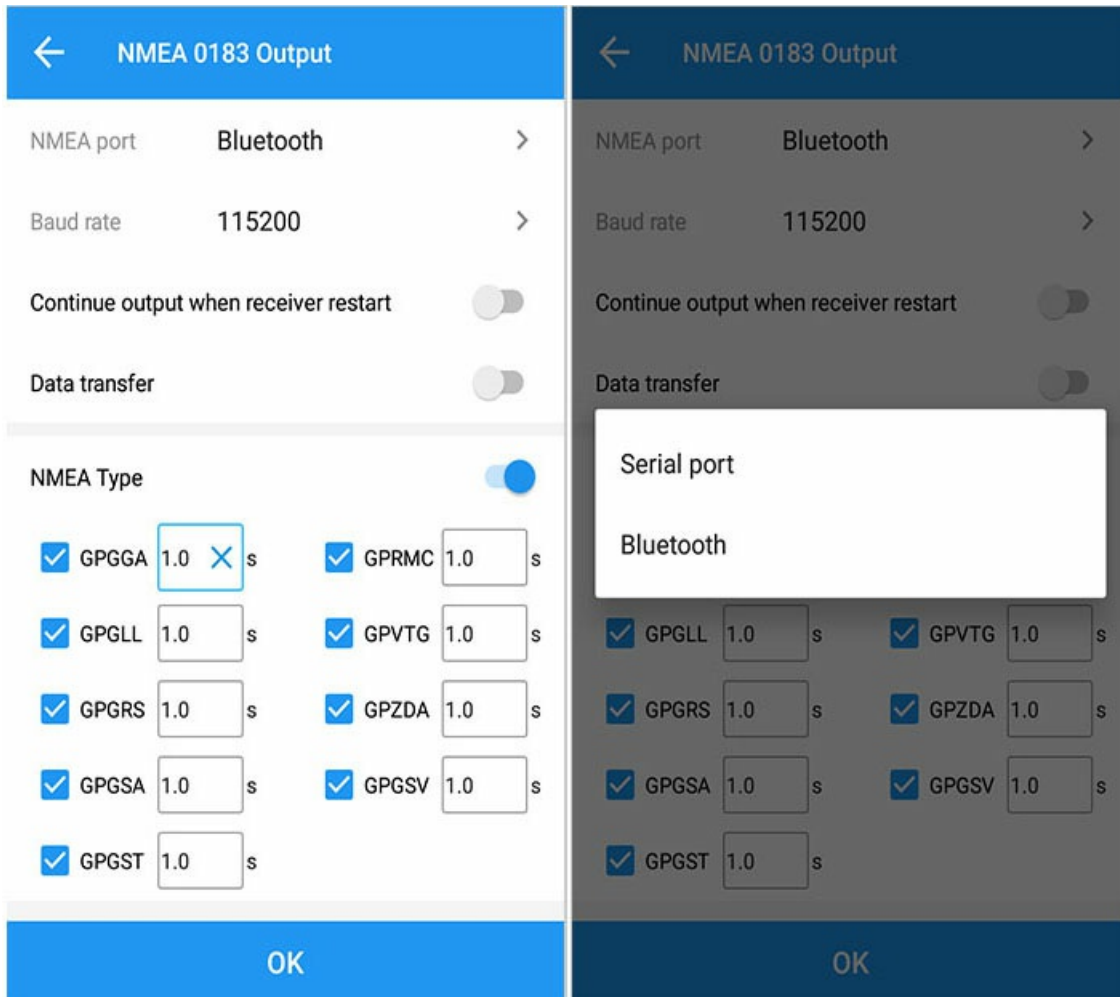 NMEA 0183 Output
NMEA port Bluetooth
Baud rate 115200
Continue output when receiver restart
Data transfer
NMEA Type
GPGGA 1.0 s GPRMC 1.0 s
GPGLL 1.0 s GPVTG 1.0 s
GPGRS 1.0 s GPZDA 1.0 s
GPGSA 1.0 s GPGSV 1.0 s
GPGST 1.0 s
OK
NMEA 0183 Output
NMEA port Bluetooth
Baud rate 115200
Continue output when receiver restart
Data transfer
Serial port
Bluetooth
GPGLL 1.0 s GPVTG 1.0 s
GPGRS 1.0 s GPZDA 1.0 s
GPGSA 1.0 s GPGSV 1.0 s
GPGST 1.0 s
OK